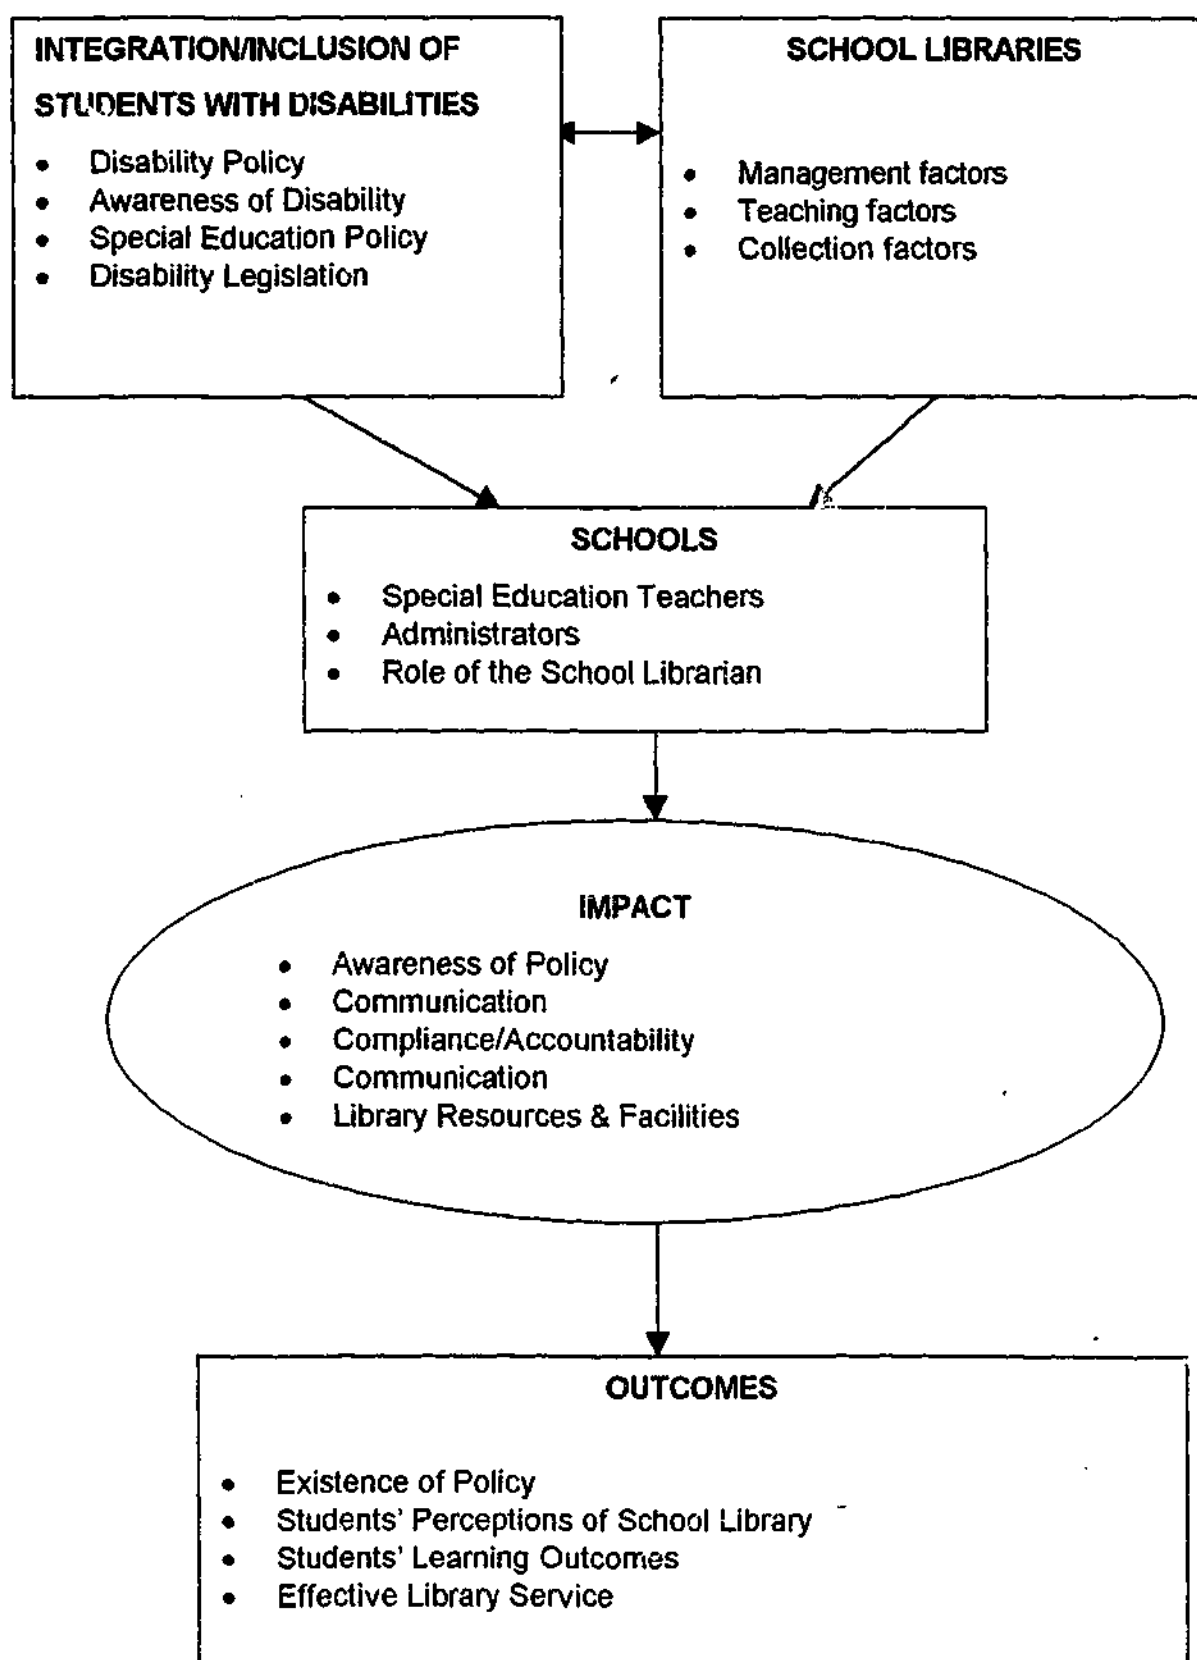 INTEGRATION/INCLUSION OF
STUDENTS WITH DISABILITIES
• Disability Policy
• Awareness of Disability
• Special Education Policy
• Disability Legislation
SCHOOL LIBRARIES
• Management factors
• Teaching factors
• Collection factors
SCHOOLS
• Special Education Teachers
• Administrators
• Role of the School Librarian
IMPACT
• Awareness of Policy
• Communication
• Compliance/Accountability
• Communication
• Library Resources & Facilities
OUTCOMES
• Existence of Policy
• Students' Perceptions of School Library
• Students' Learning Outcomes
• Effective Library Service